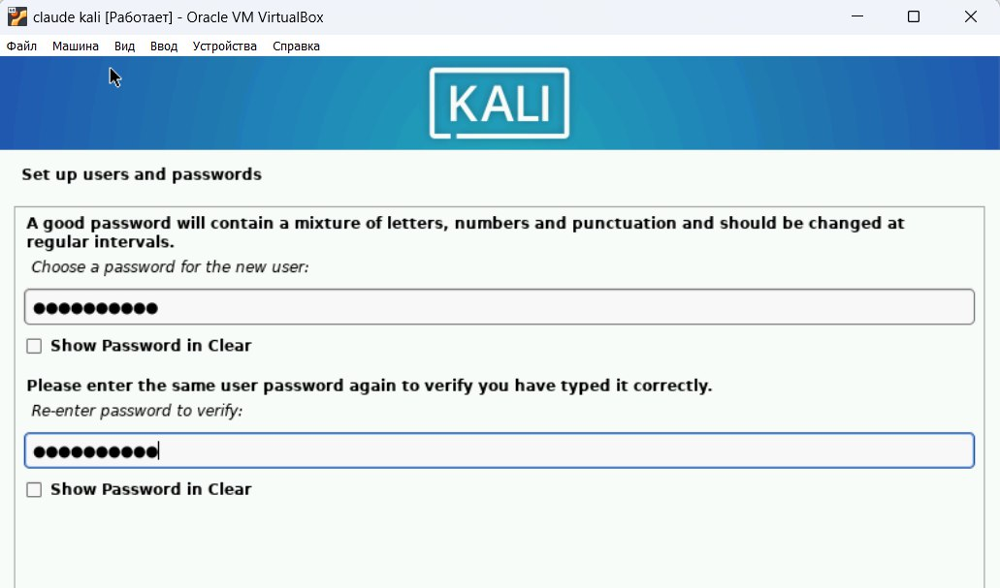 claude kali [Работает] - Oracle VM VirtualBox
Файл Машина Вид Ввод Устройства Справка
KALI
Set up users and passwords
A good password will contain a mixture of letters, numbers and punctuation and should be changed at
regular intervals.
Choose a password for the new user:
●●●●●●●●●●
Show Password in Clear
Please enter the same user password again to verify you have typed it correctly.
Re-enter password to verify:
●●●●●●●●●●
Show Password in Clear